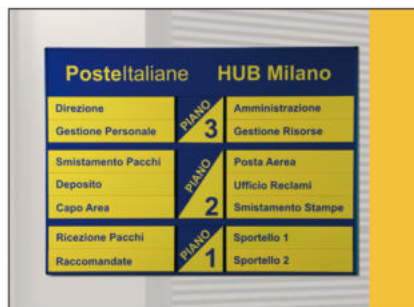 PosteItaliane HUB Milano
Direzione
Gestione Personale
PIANO 3
Amministrazione
Gestione Risorse
Smistamento Pacchi
Deposito
Capo Area
PIANO 2
Posta Aerea
Ufficio Reclami
Smistamento Stampe
Ricezione Pacchi
Raccomandate
PIANO 1
Sportello 1
Sportello 2